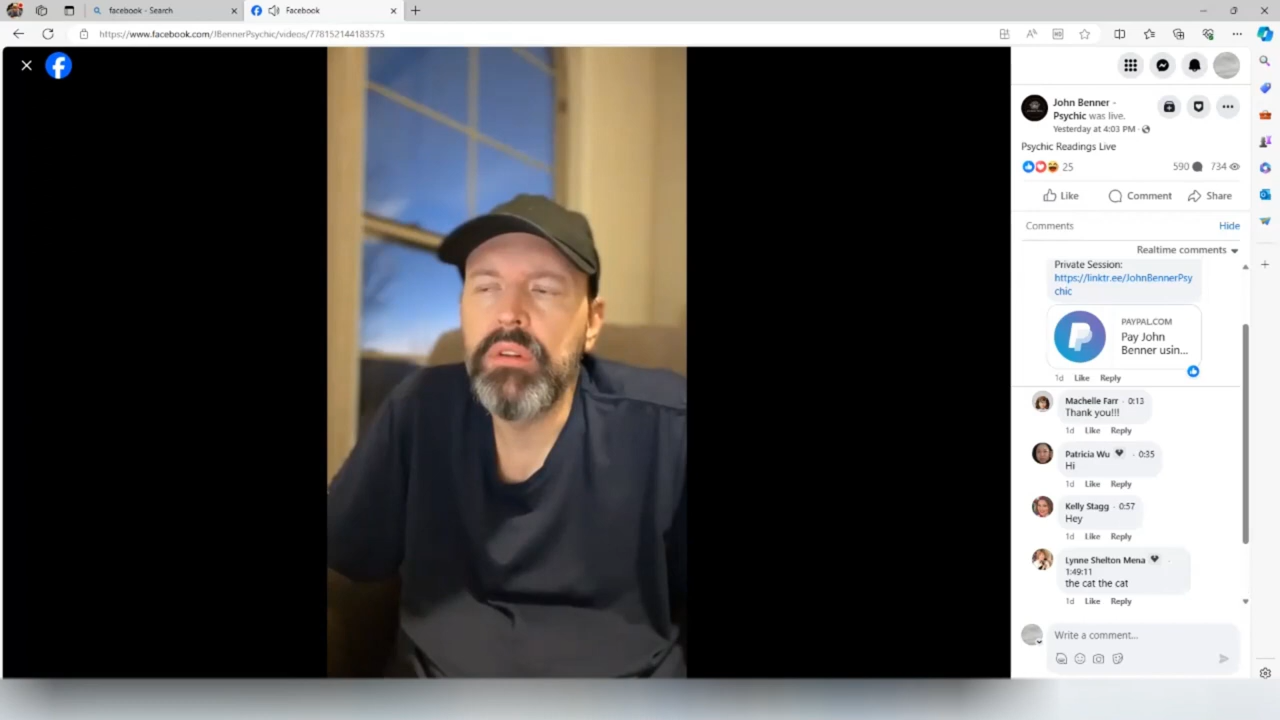 facebook - Search
Facebook
https://www.facebook.com/JBennerPsychic/videos/778152144183575
John Benner -
Psychic was live.
Yesterday at 4:03 PM ·
Psychic Readings Live
25
590
734
Like
Comment
Share
Comments
Hide
Realtime comments
Private Session:
https://linktr.ee/JohnBennerPsy
chic
PAYPAL.COM
Pay John
Benner usin...
1d Like Reply
Machelle Farr · 0:13
Thank you!!!
1d Like Reply
Patricia Wu · 0:35
Hi
1d Like Reply
Kelly Stagg · 0:57
Hey
1d Like Reply
Lynne Shelton Mena ·
1:49:11
the cat the cat
1d Like Reply
Write a comment...